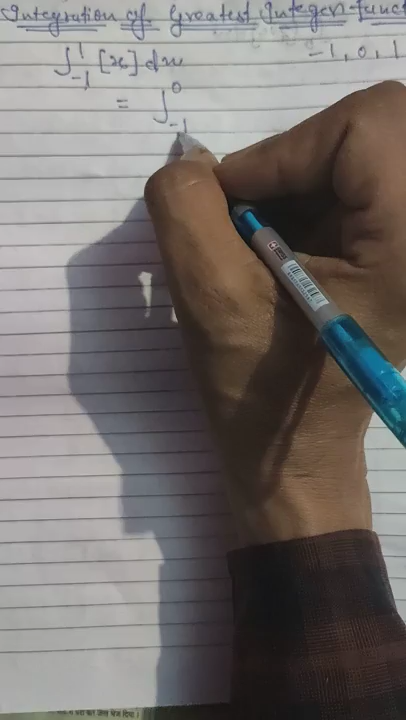 Integration of Greatest Integer funct
∫₋₁¹ [x] dx -1, 0, 1
= ∫₋₁⁰